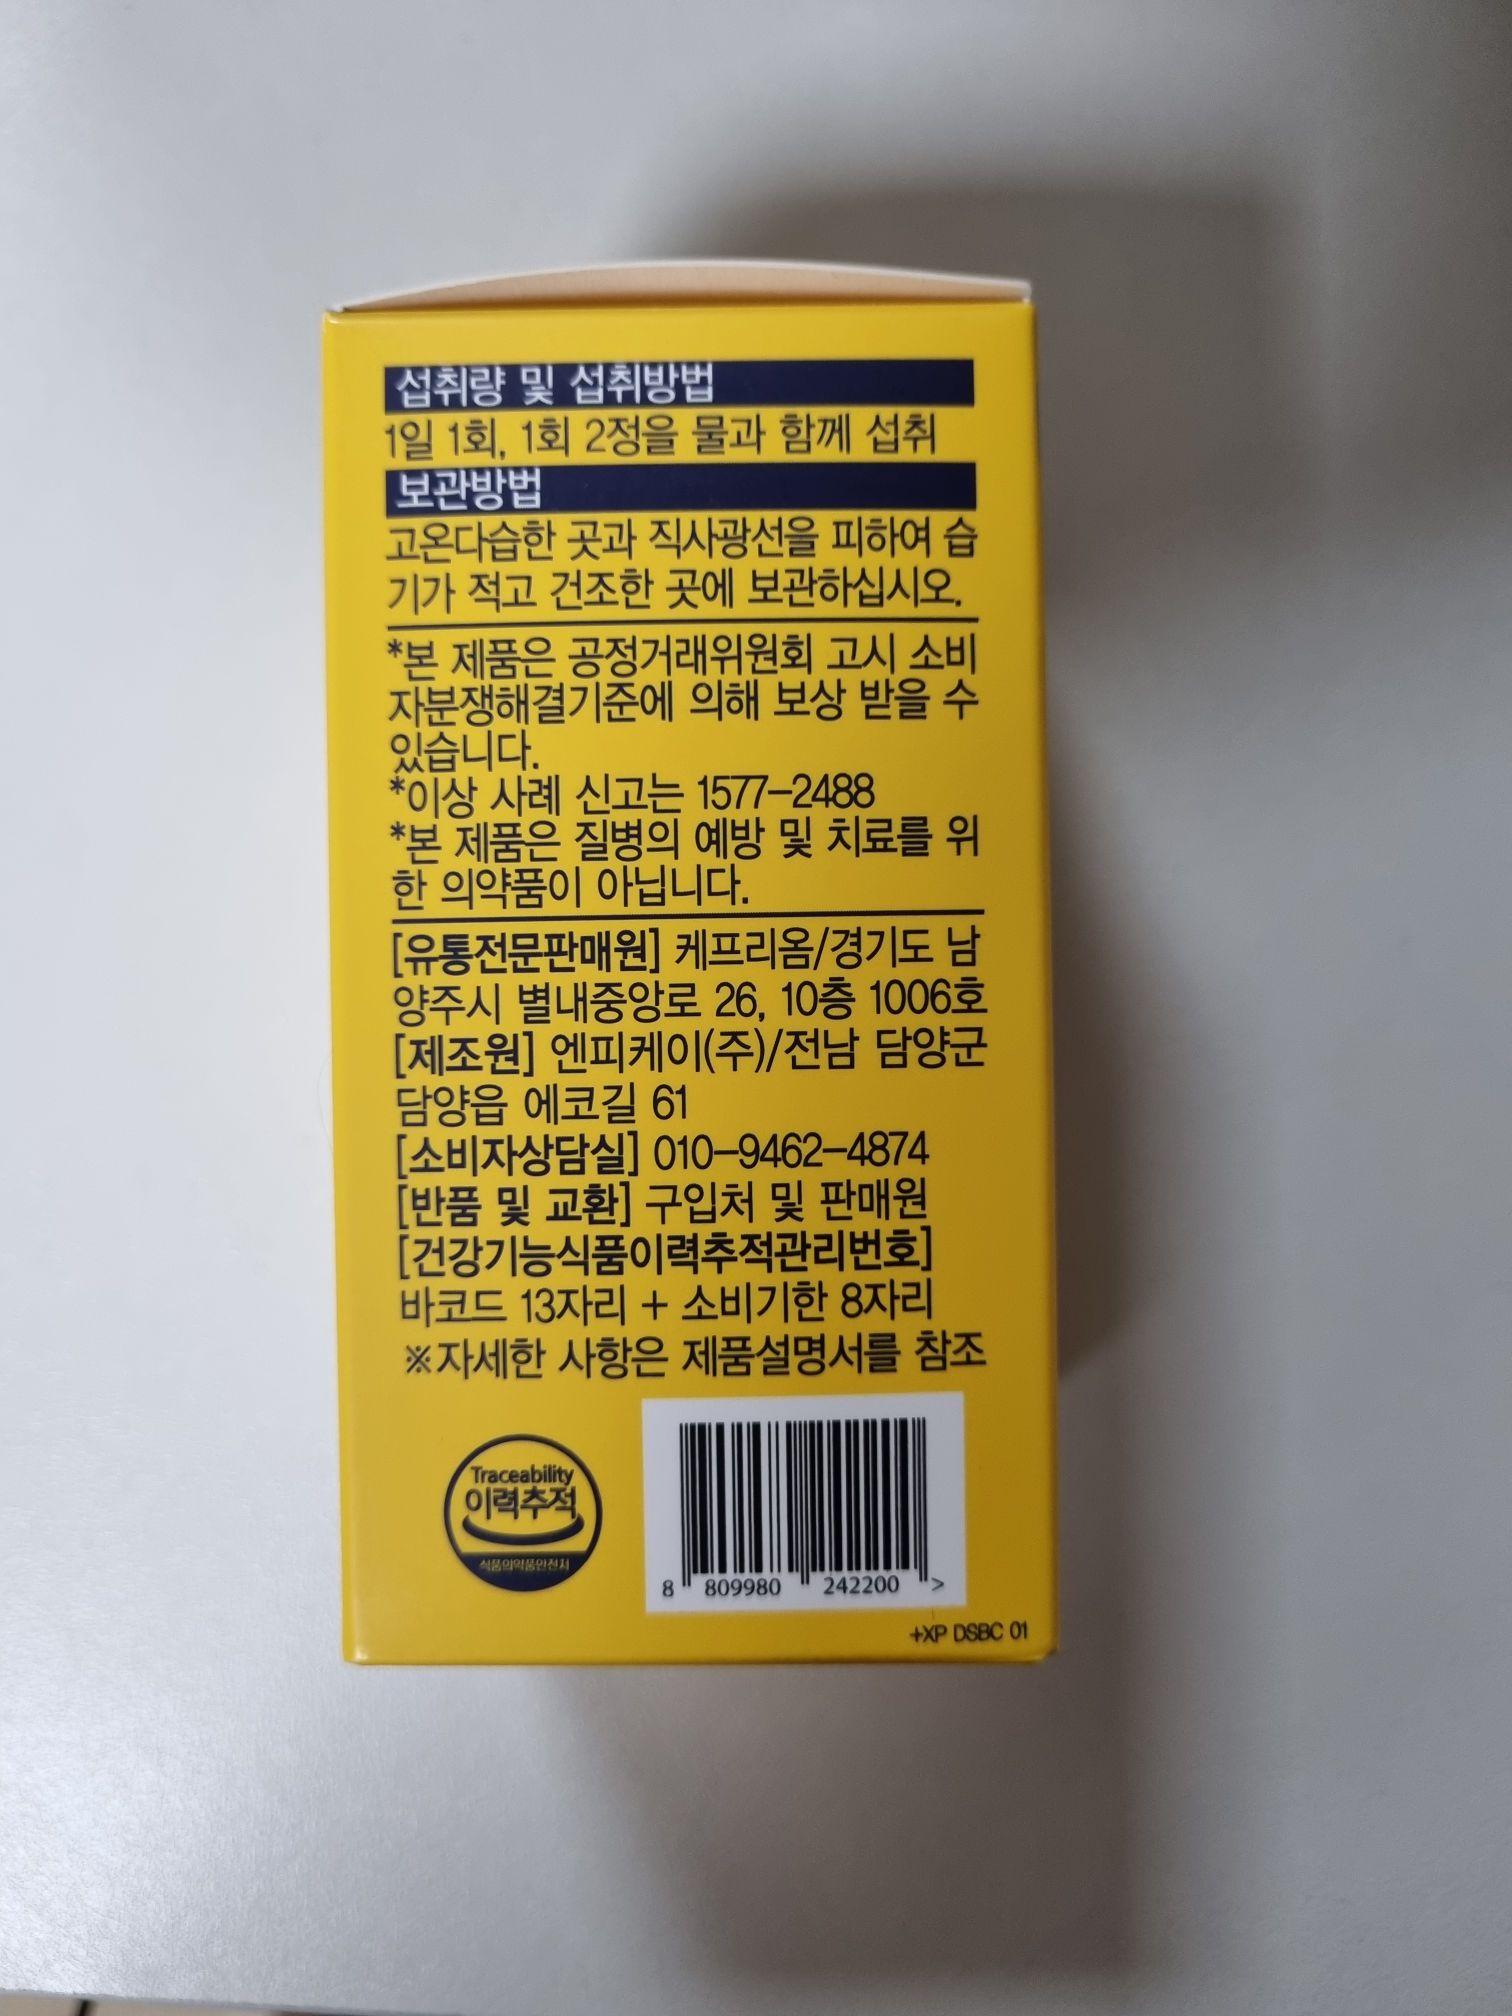 섭취량 및 섭취방법
1일 1회, 1회 2정을 물과 함께 섭취
보관방법
고온다습한 곳과 직사광선을 피하여 습
기가 적고 건조한 곳에 보관하십시오.
*본 제품은 공정거래위원회 고시 소비
자분쟁해결기준에 의해 보상 받을 수
있습니다.
*이상 사례 신고는 1577-2488
*본 제품은 질병의 예방 및 치료를 위
한 의약품이 아닙니다.
[유통전문판매원] 케프리옴/경기도 남
양주시 별내중앙로 26, 10층 1006호
[제조원] 엔피케이(주)/전남 담양군
담양읍 에코길 61
[소비자상담실] 010-9462-4874
[반품 및 교환] 구입처 및 판매원
[건강기능식품이력추적관리번호]
바코드 13자리 + 소비기한 8자리
※자세한 사항은 제품설명서를 참조
Traceability
이력추적
식품의약품안전처
8 809980 242200 >
+XP DSBC 01